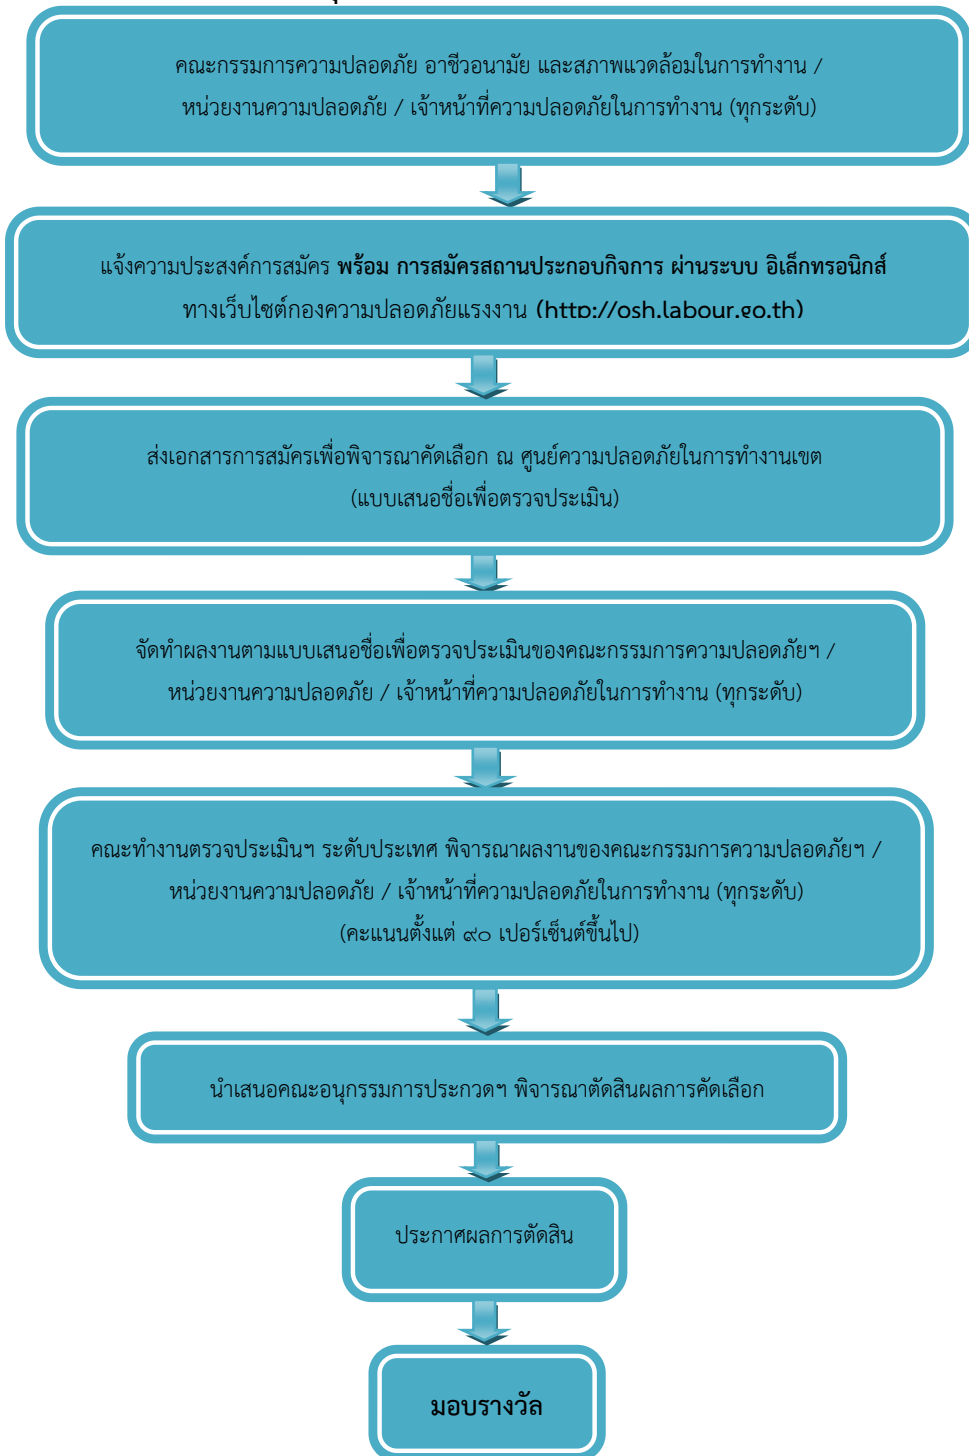 คณะกรรมการความปลอดภัย อาชีวอนามัย และสภาพแวดล้อมในการทำงาน /
หน่วยงานความปลอดภัย / เจ้าหน้าที่ความปลอดภัยในการทำงาน (ทุกระดับ)
แจ้งความประสงค์การสมัคร พร้อม การสมัครสถานประกอบกิจการ ผ่านระบบ อิเล็กทรอนิกส์
ทางเว็บไซต์กองความปลอดภัยแรงงาน (http://osh.labour.go.th)
ส่งเอกสารการสมัครเพื่อพิจารณาคัดเลือก ณ ศูนย์ความปลอดภัยในการทำงานเขต
(แบบเสนอชื่อเพื่อตรวจประเมิน)
จัดทำผลงานตามแบบเสนอชื่อเพื่อตรวจประเมินของคณะกรรมการความปลอดภัยฯ /
หน่วยงานความปลอดภัย / เจ้าหน้าที่ความปลอดภัยในการทำงาน (ทุกระดับ)
คณะทำงานตรวจประเมินฯ ระดับประเทศ พิจารณาผลงานของคณะกรรมการความปลอดภัยฯ /
หน่วยงานความปลอดภัย / เจ้าหน้าที่ความปลอดภัยในการทำงาน (ทุกระดับ)
(คะแนนตั้งแต่ ๙๐ เปอร์เซ็นต์ขึ้นไป)
นำเสนอคณะอนุกรรมการประกวดฯ พิจารณาตัดสินผลการคัดเลือก
ประกาศผลการตัดสิน
มอบรางวัล